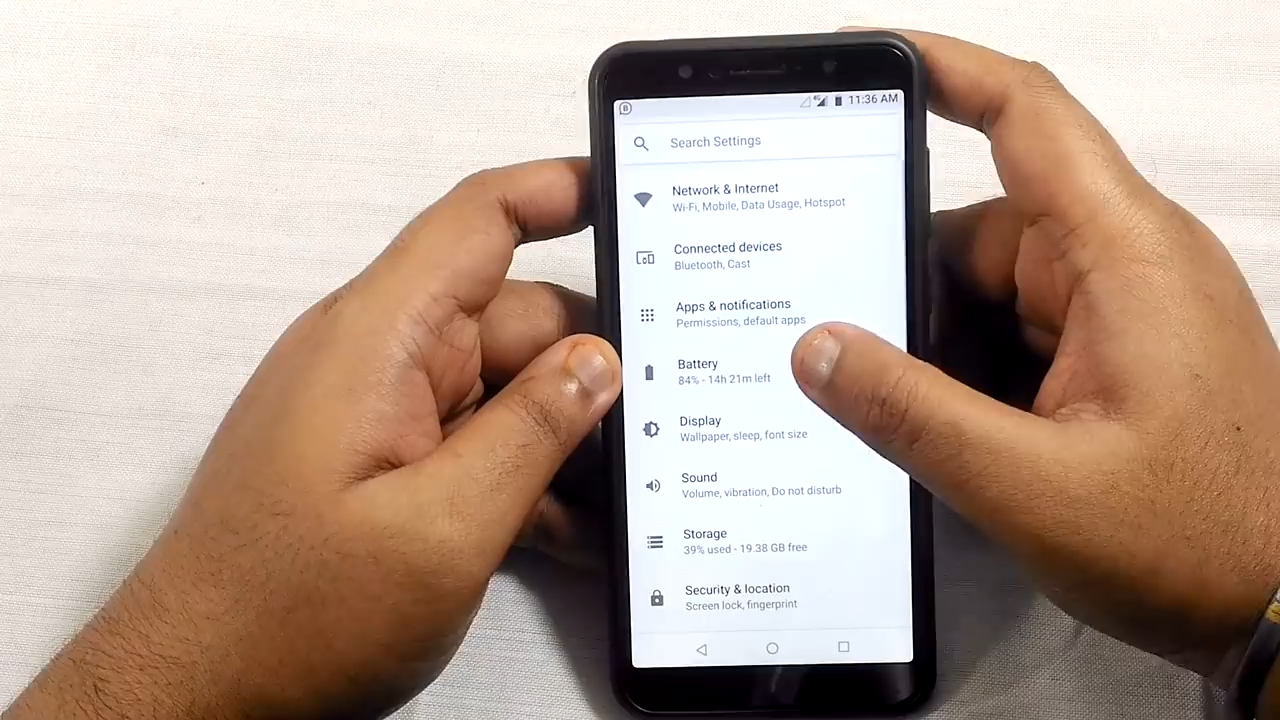 11:36 AM
Search Settings
Network & Internet
Wi-Fi, Mobile, Data Usage, Hotspot
Connected devices
Bluetooth, Cast
Apps & notifications
Permissions, default apps
Battery
84% - 14h 21m left
Display
Wallpaper, sleep, font size
Sound
Volume, vibration, Do not disturb
Storage
39% used - 19.38 GB free
Security & location
Screen lock, fingerprint